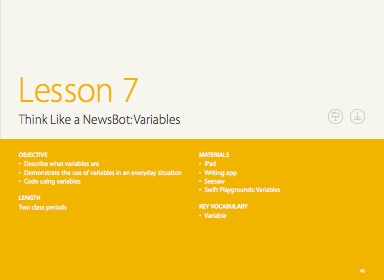 Lesson 7
Think Like a NewsBot: Variables
OBJECTIVE
• Describe what variables are
• Demonstrate the use of variables in an everyday situation
• Code using variables
LENGTH
Two class periods
MATERIALS
• iPad
• Writing app
• Seesaw
• Swift Playgrounds: Variables
KEY VOCABULARY
• Variable